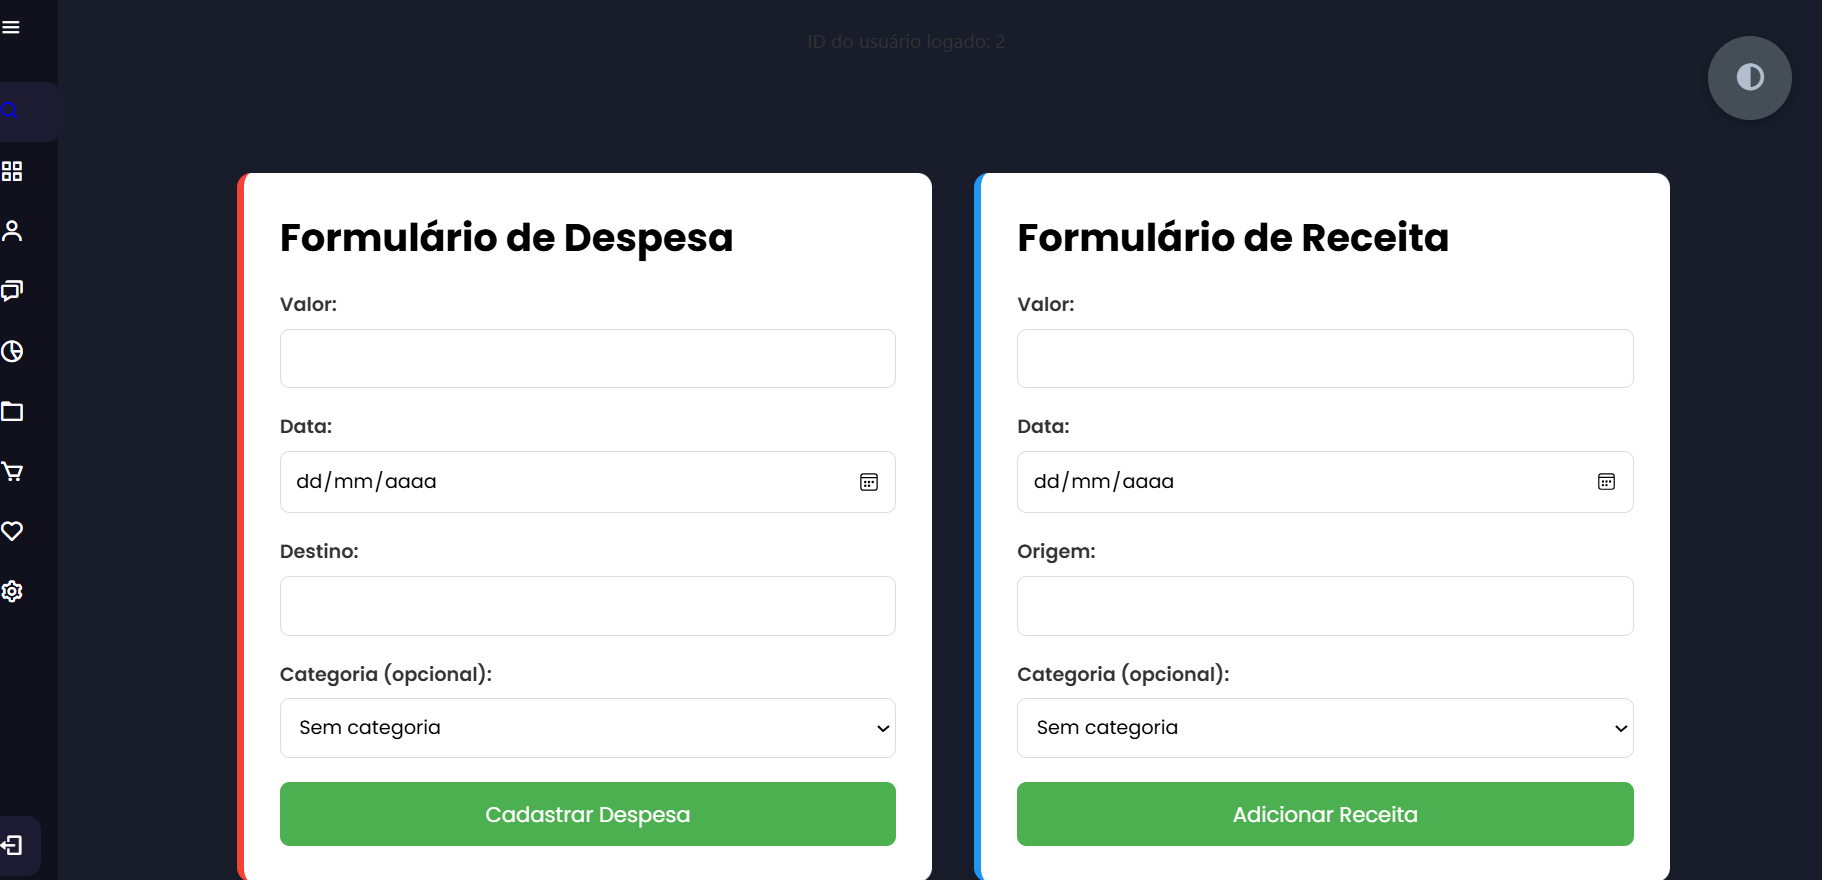 ID do usuário logado: 2
Formulário de Despesa
Valor:
Data:
dd/mm/aaaa
Destino:
Categoria (opcional):
Sem categoria
Cadastrar Despesa
Formulário de Receita
Valor:
Data:
dd/mm/aaaa
Origem:
Categoria (opcional):
Sem categoria
Adicionar Receita